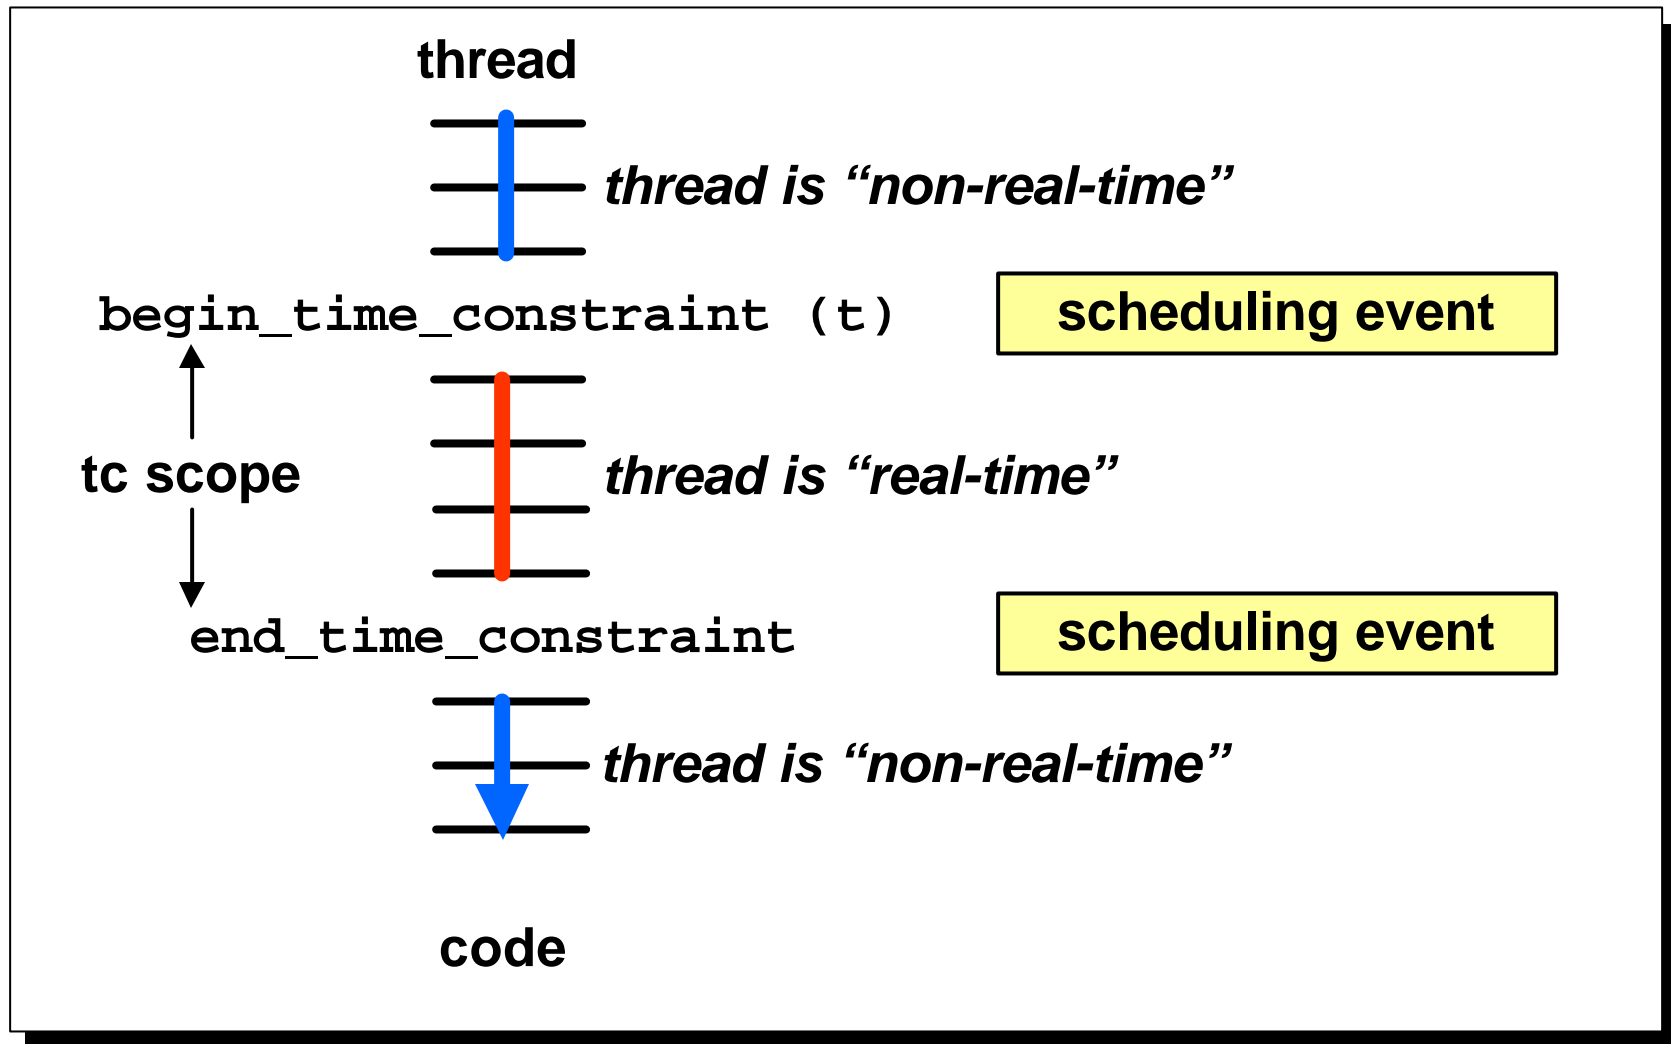 thread
thread is “non-real-time”
begin_time_constraint (t)
scheduling event
tc scope
thread is “real-time”
end_time_constraint
scheduling event
thread is “non-real-time”
code